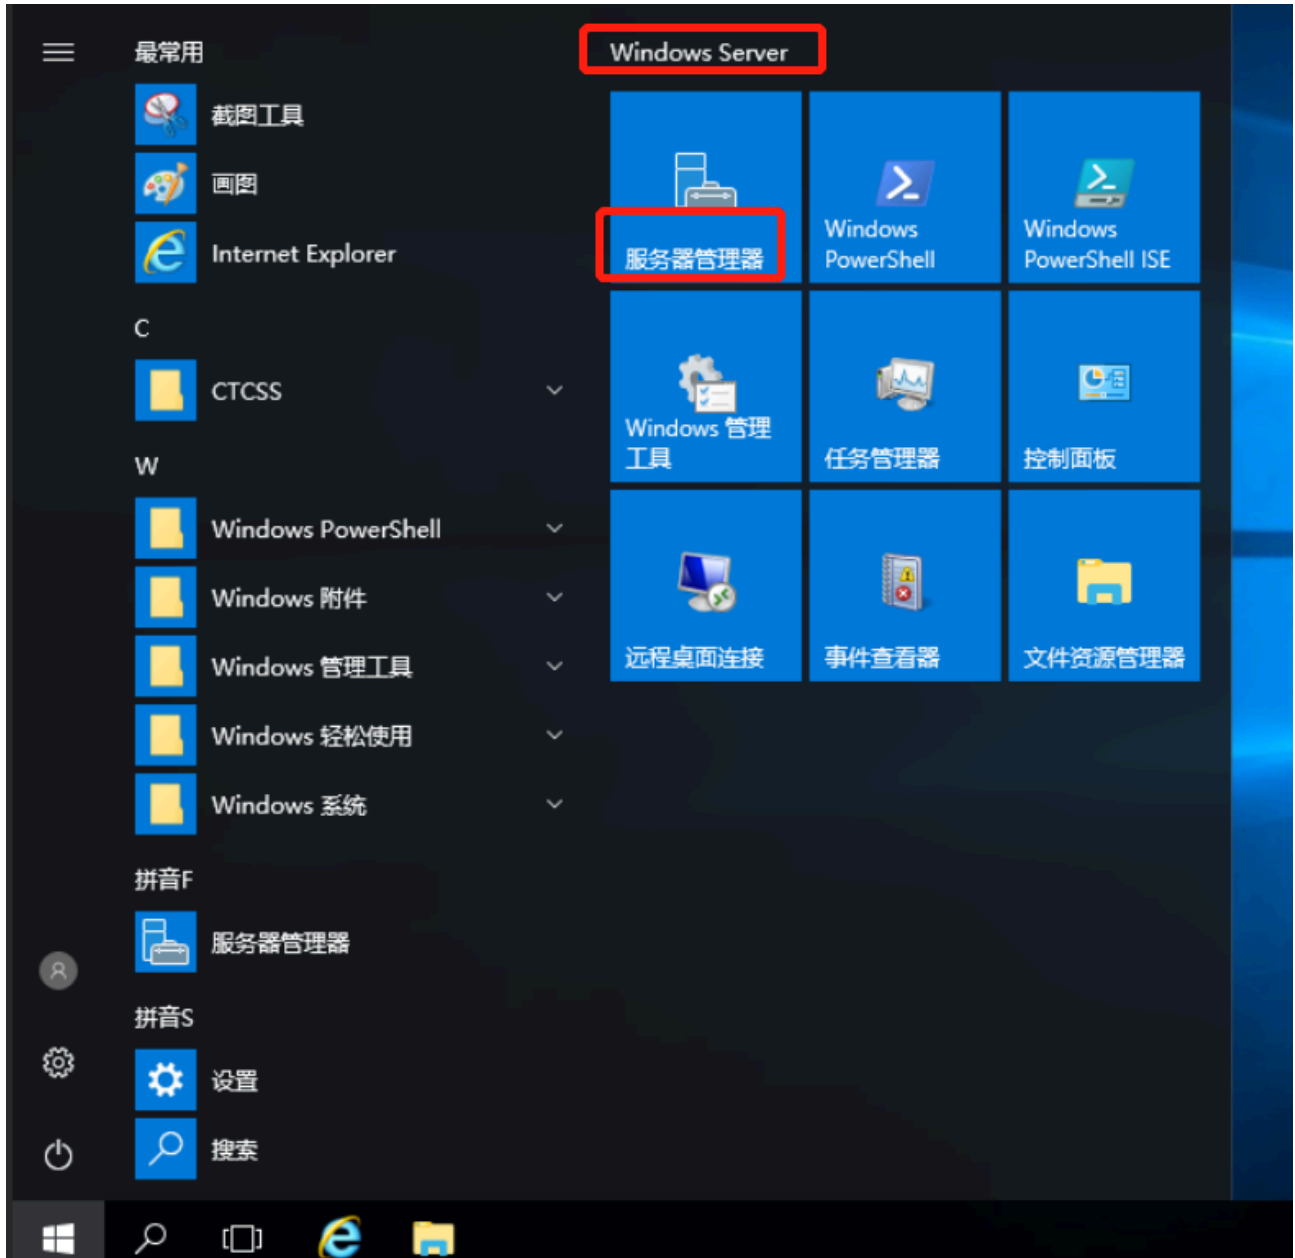 最常用
截图工具
画图
Internet Explorer
C
CTCSS
W
Windows PowerShell
Windows 附件
Windows 管理工具
Windows 轻松使用
Windows 系统
拼音F
服务器管理器
拼音S
设置
搜索
Windows Server
服务器管理器
Windows
PowerShell
Windows
PowerShell ISE
Windows 管理
工具
任务管理器
控制面板
远程桌面连接
事件查看器
文件资源管理器